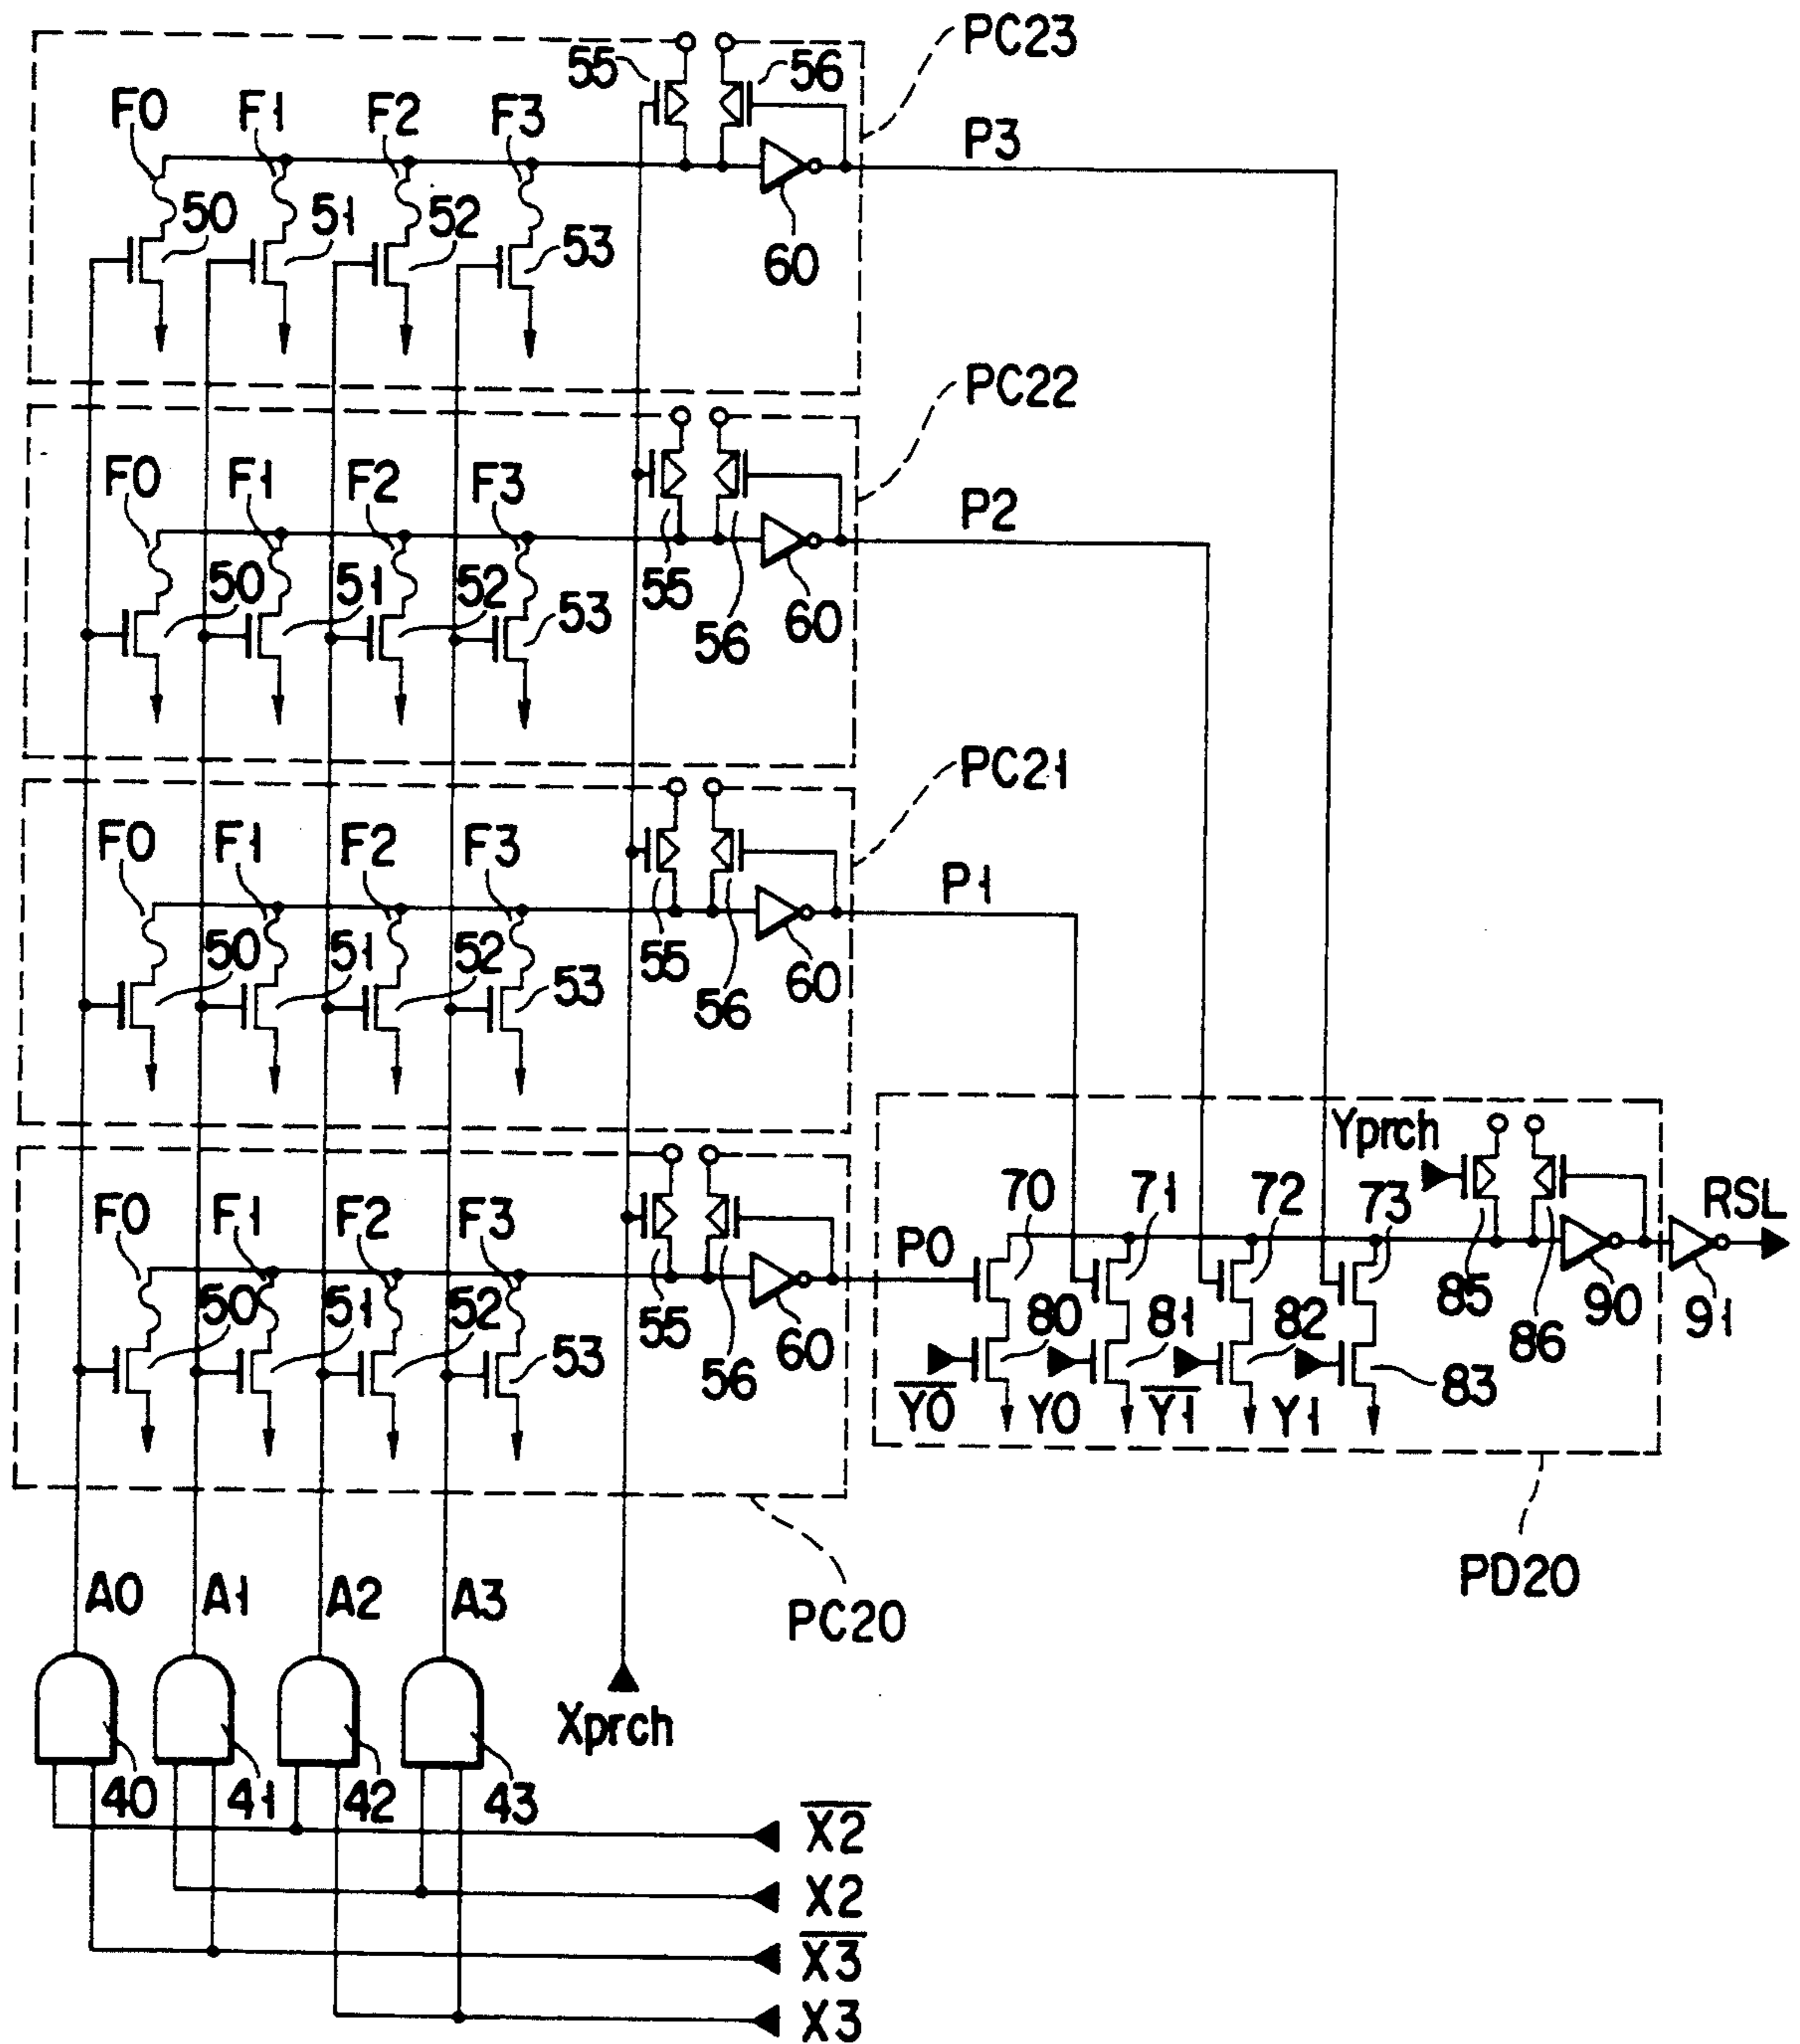 PC23
55 56
F0 F1 F2 F3
P3
50 51 52 53
60
PC22
F0 F1 F2 F3
P2
50 51 52 53
55 56 60
PC21
F0 F1 F2 F3
P1
50 51 52 53
55 56 60
Yprch
F0 F1 F2 F3
70 71 72 73
RSL
P0
50 51 52 53
55 56 60
80 81 82 83
85 86 90 91
Y̅0̅ Y0 Y̅1̅ Y1
PD20
A0 A1 A2 A3
PC20
Xprch
40 41 42 43
X̅2̅
X2
X̅3̅
X3